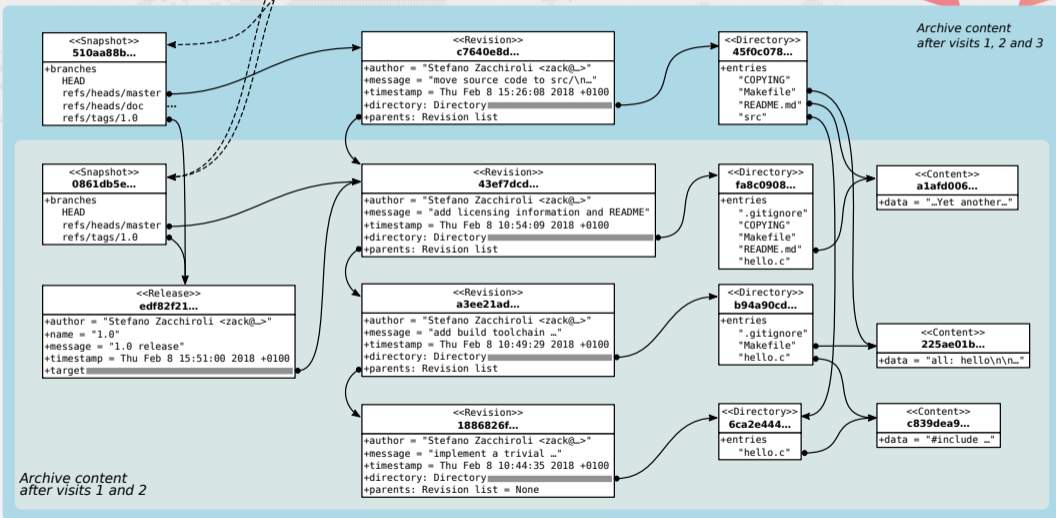 Archive content
after visits 1, 2 and 3
<<Snapshot>>
510aa88b…
+branches
HEAD
refs/heads/master
refs/heads/doc …
refs/tags/1.0
<<Revision>>
c7640e8d…
+author = "Stefano Zacchiroli <zack@…>"
+message = "move source code to src/\n…"
+timestamp = Thu Feb 8 15:26:08 2018 +0100
+directory: Directory
+parents: Revision list
<<Directory>>
45f0c078…
+entries
"COPYING"
"Makefile"
"README.md"
"src"
<<Snapshot>>
0861db5e…
+branches
HEAD
refs/heads/master
refs/tags/1.0
<<Revision>>
43ef7dcd…
+author = "Stefano Zacchiroli <zack@…>"
+message = "add licensing information and README"
+timestamp = Thu Feb 8 10:54:09 2018 +0100
+directory: Directory
+parents: Revision list
<<Directory>>
fa8c0908…
+entries
".gitignore"
"COPYING"
"Makefile"
"README.md"
"hello.c"
<<Content>>
a1afd006…
+data = "…Yet another…"
<<Release>>
edf82f21…
+author = "Stefano Zacchiroli <zack@…>"
+name = "1.0"
+message = "1.0 release"
+timestamp = Thu Feb 8 15:51:00 2018 +0100
+target
<<Revision>>
a3ee21ad…
+author = "Stefano Zacchiroli <zack@…>"
+message = "add build toolchain …"
+timestamp = Thu Feb 8 10:49:29 2018 +0100
+directory: Directory
+parents: Revision list
<<Directory>>
b94a90cd…
+entries
".gitignore"
"Makefile"
"hello.c"
<<Content>>
225ae01b…
+data = "all: hello\n\n…"
<<Revision>>
1886826f…
+author = "Stefano Zacchiroli <zack@…>"
+message = "implement a trivial …"
+timestamp = Thu Feb 8 10:44:35 2018 +0100
+directory: Directory
+parents: Revision list = None
<<Directory>>
6ca2e444…
+entries
"hello.c"
<<Content>>
c839dea9…
+data = "#include …"
Archive content
after visits 1 and 2